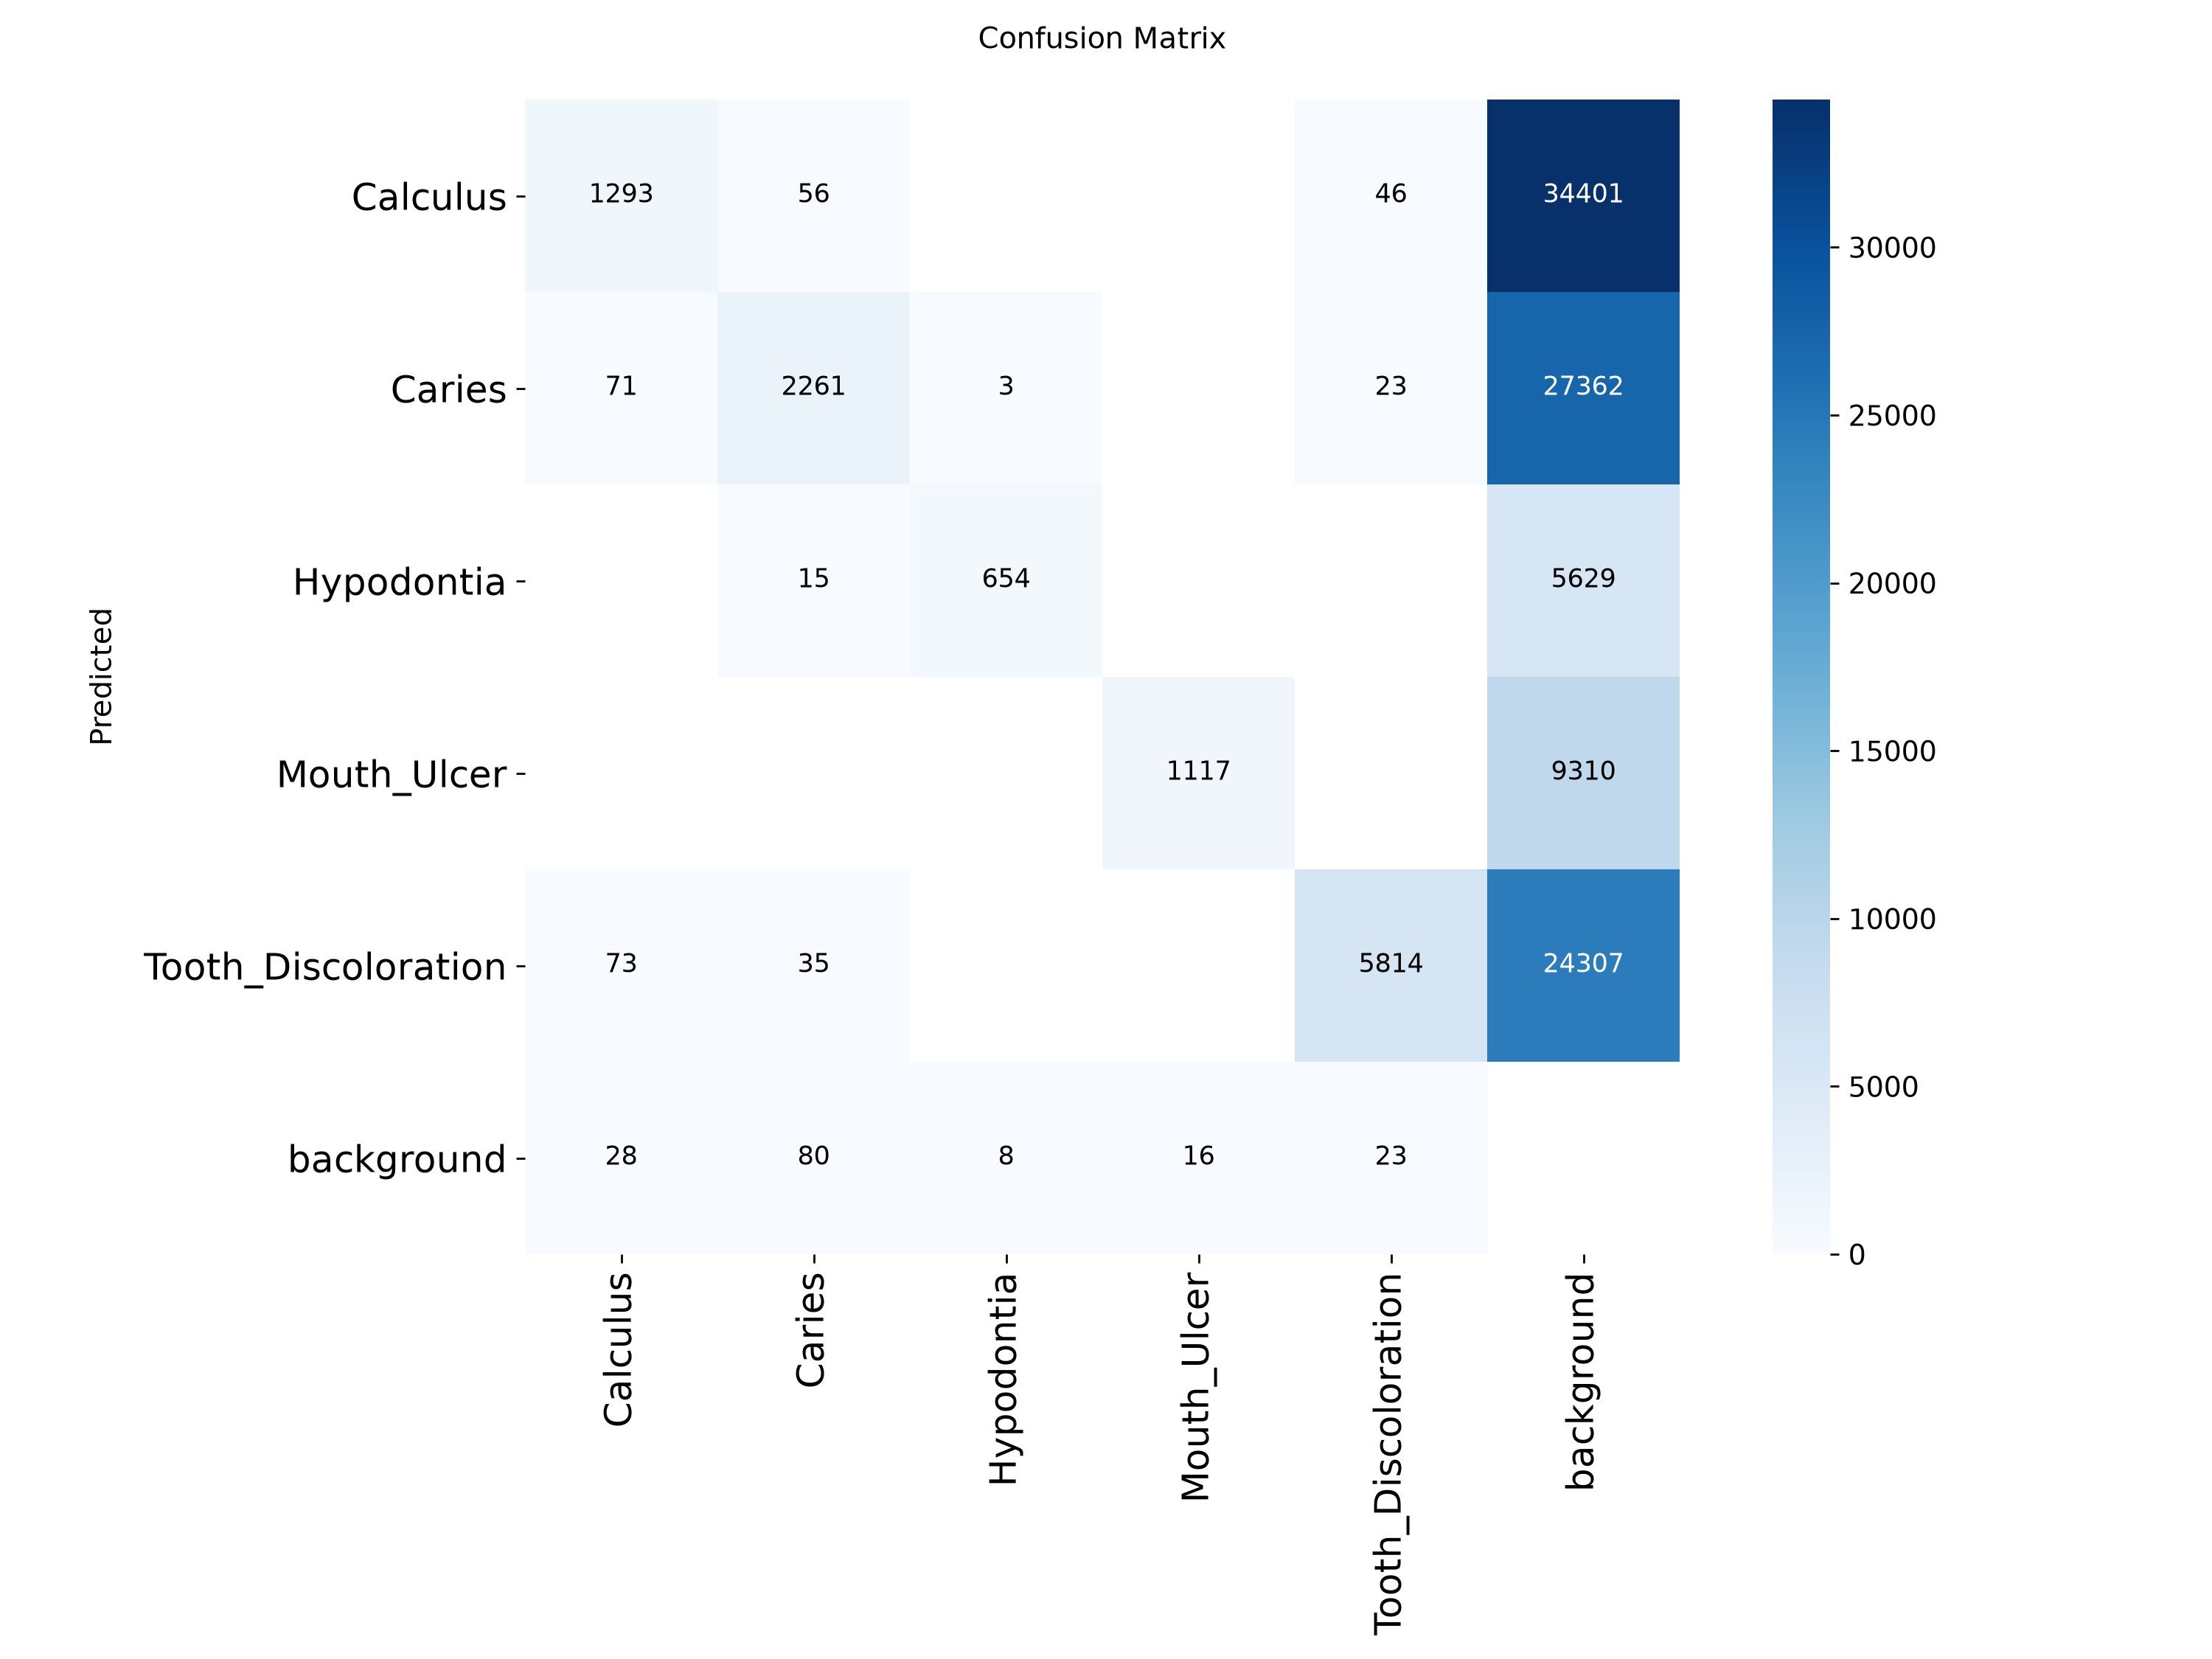 Confusion Matrix
Predicted
Calculus 1293 56 46 34401
Caries 71 2261 3 23 27362
Hypodontia 15 654 5629
Mouth_Ulcer 1117 9310
Tooth_Discoloration 73 35 5814 24307
background 28 80 8 16 23
Calculus Caries Hypodontia Mouth_Ulcer Tooth_Discoloration background
30000
25000
20000
15000
10000
5000
0